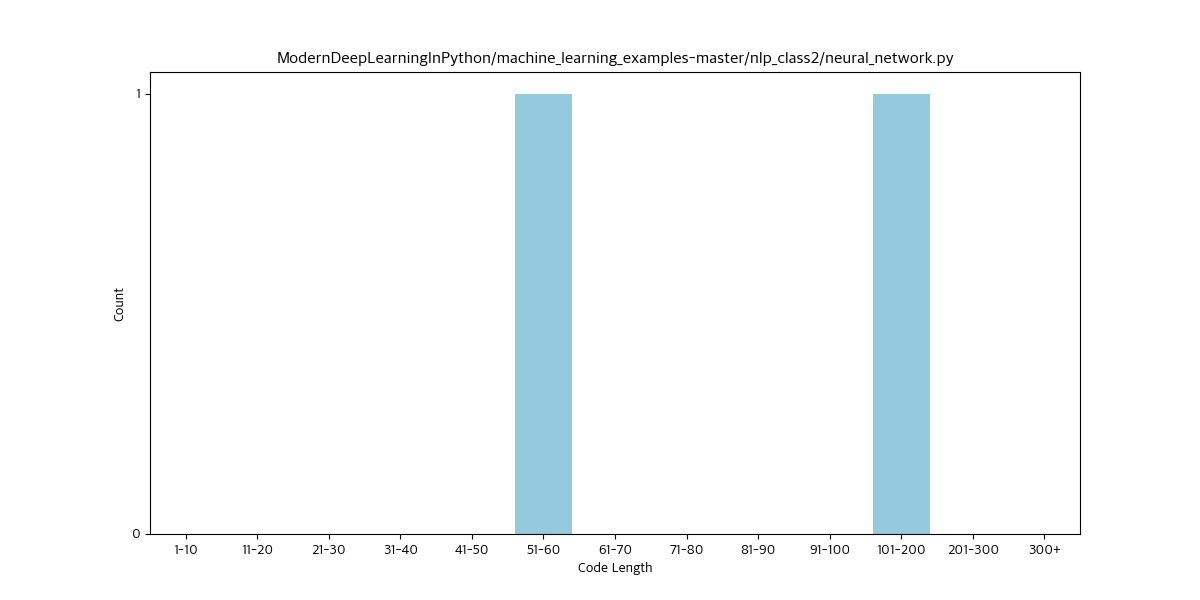 ModernDeepLearningInPython/machine_learning_examples-master/nlp_class2/neural_network.py
1
Count
0
1-10 11-20 21-30 31-40 41-50 51-60 61-70 71-80 81-90 91-100 101-200 201-300 300+
Code Length